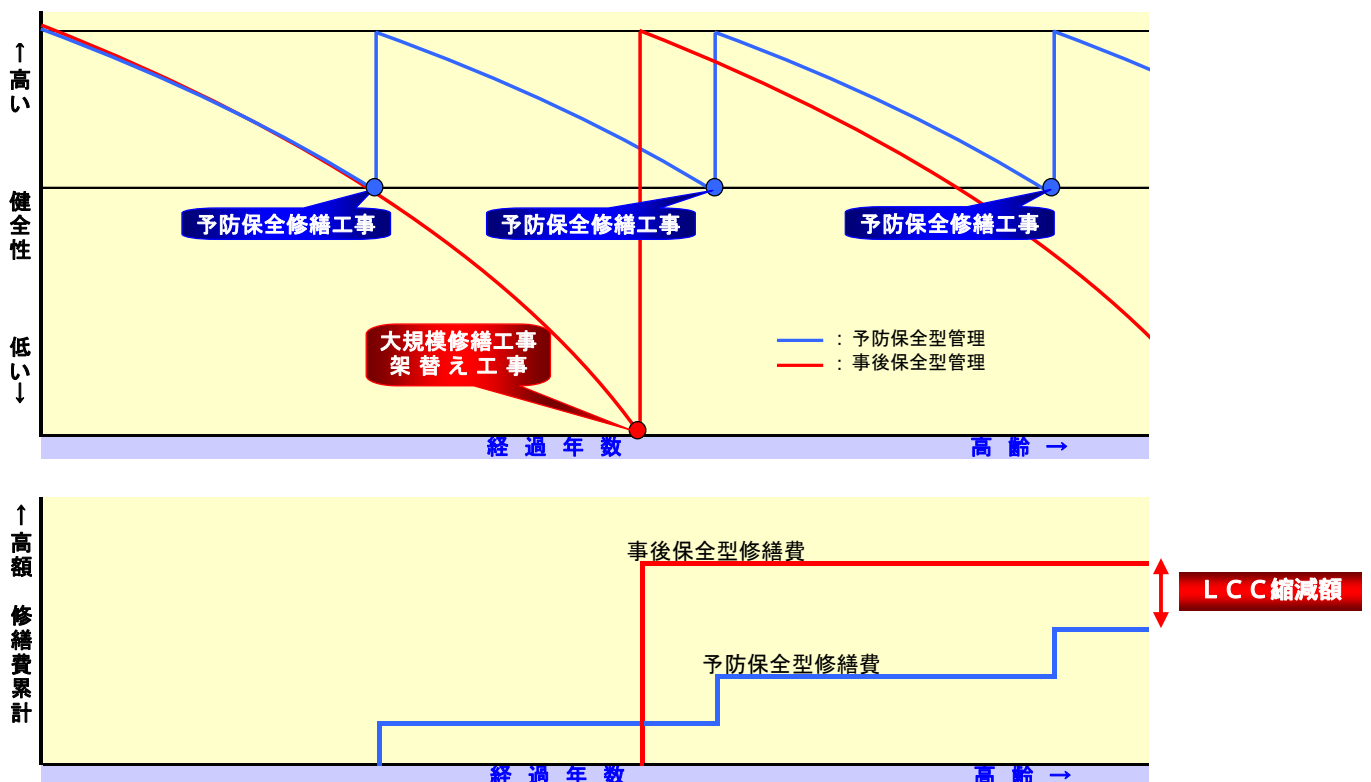 ↑高い　健全性　低い↓
予防保全修繕工事
予防保全修繕工事
予防保全修繕工事
大規模修繕工事
架替え工事
：予防保全型管理
：事後保全型管理
経過年数
高齢→
↑高額　修繕費累計
事後保全型修繕費
ＬＣＣ縮減額
予防保全型修繕費
経過年数
高齢→